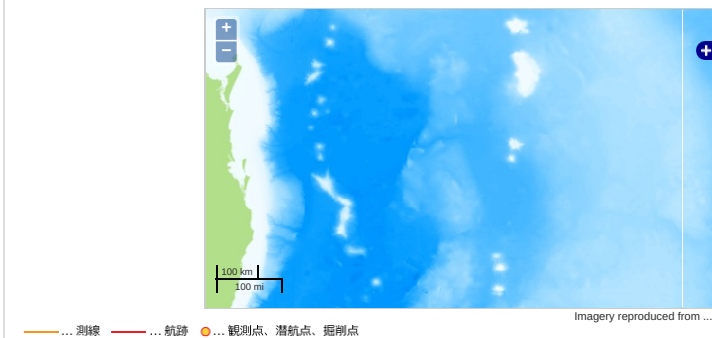 +
−
+
100 km
100 mi
Imagery reproduced from ...
... 測線 ... 航跡 ... 観測点、潜航点、掘削点